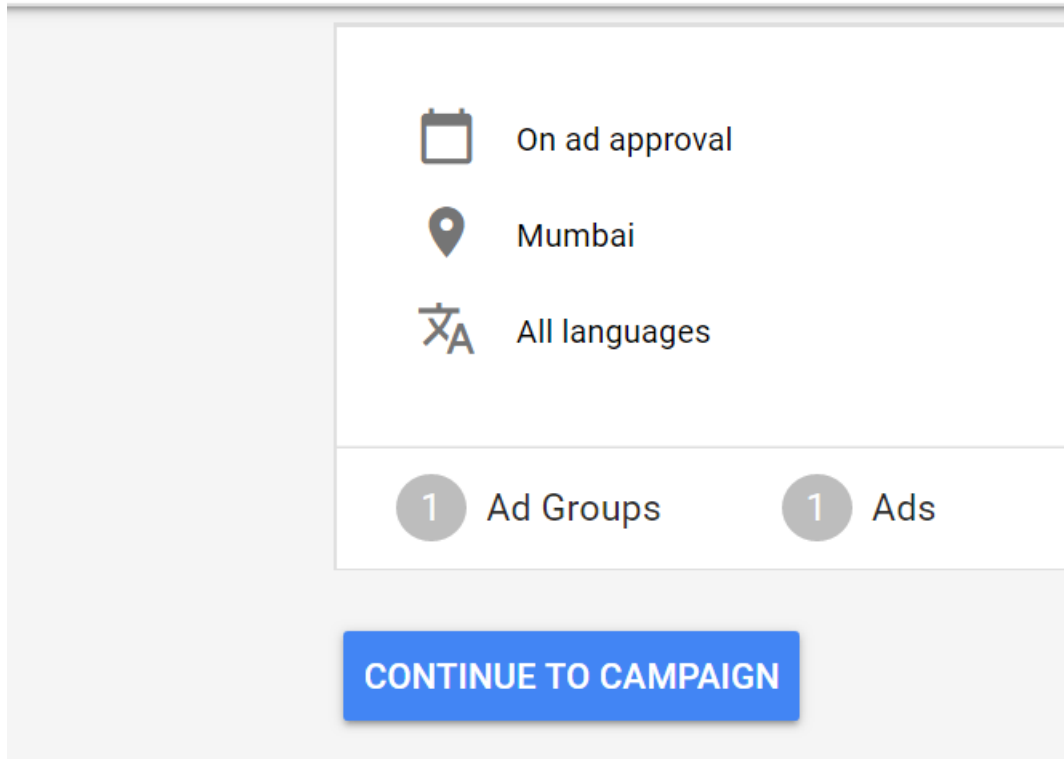 On ad approval
Mumbai
All languages
1 Ad Groups 1 Ads
CONTINUE TO CAMPAIGN